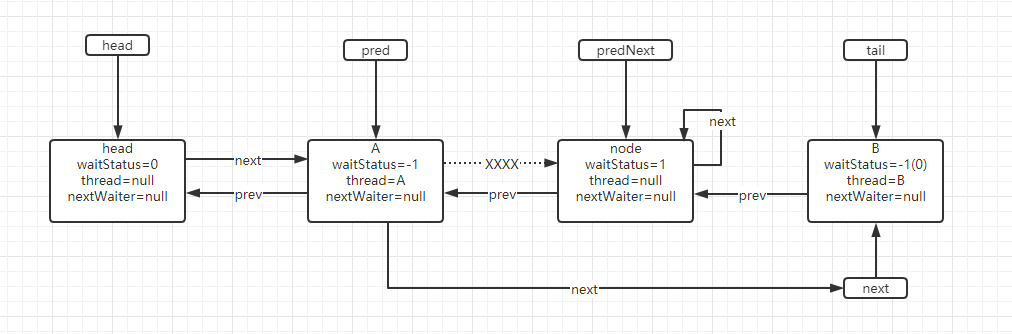 head
pred
predNext
tail
next
head
waitStatus=0
thread=null
nextWaiter=null
next
prev
A
waitStatus=-1
thread=A
nextWaiter=null
XXXX
prev
node
waitStatus=1
thread=null
nextWaiter=null
prev
B
waitStatus=-1(0)
thread=B
nextWaiter=null
next
next